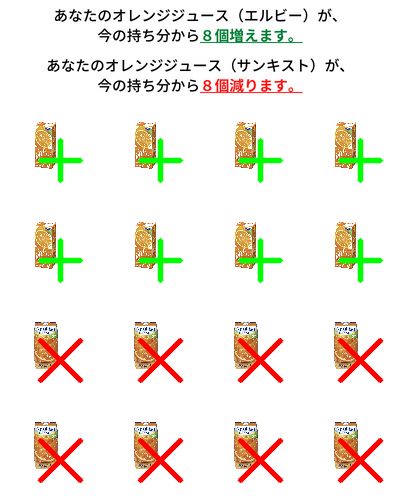 あなたのオレンジジュース（エルビー）が、
今の持ち分から８個増えます。
あなたのオレンジジュース（サンキスト）が、
今の持ち分から８個減ります。